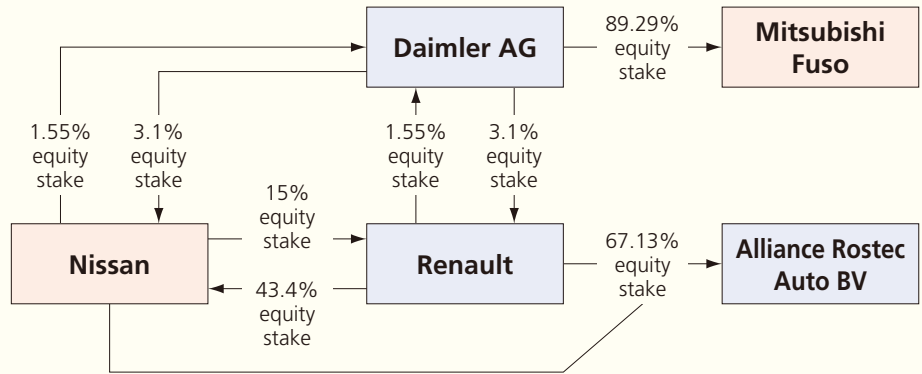 Daimler AG
89.29%
equity
stake
Mitsubishi
Fuso
1.55%
equity
stake
3.1%
equity
stake
1.55%
equity
stake
3.1%
equity
stake
Nissan
15%
equity
stake
43.4%
equity
stake
Renault
67.13%
equity
stake
Alliance Rostec
Auto BV